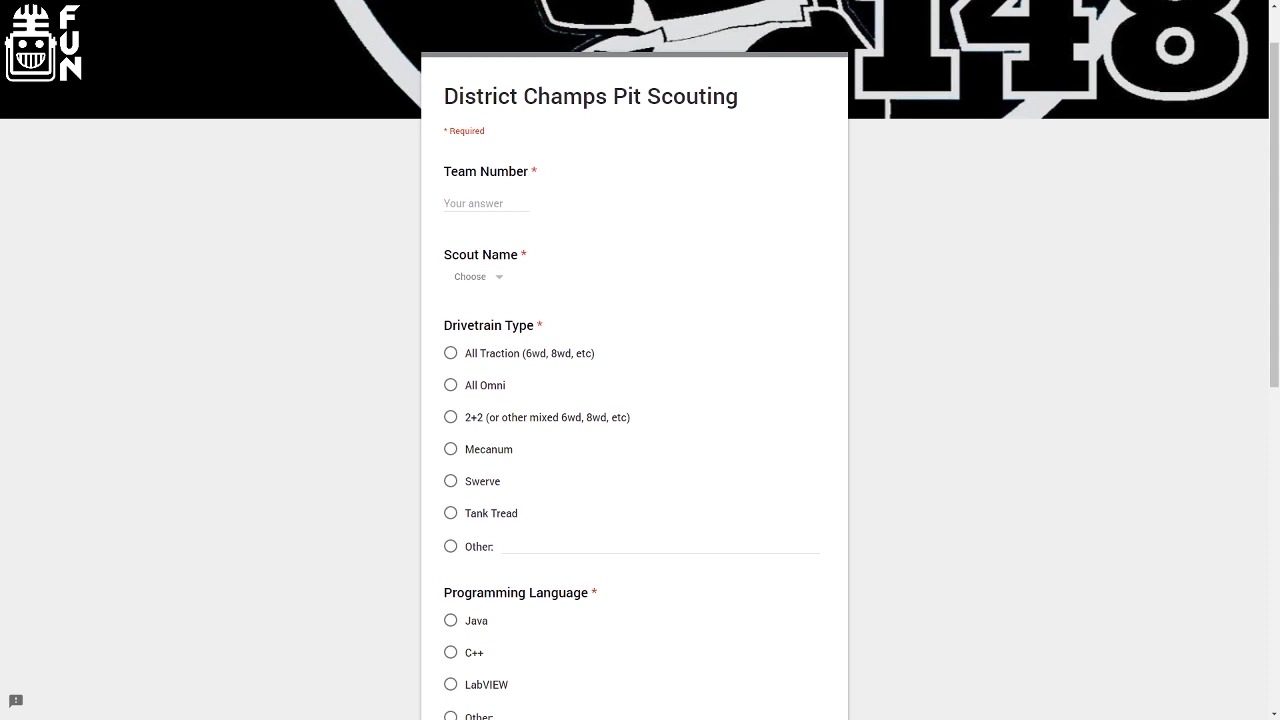 FUN
148
District Champs Pit Scouting
* Required
Team Number *
Your answer
Scout Name *
Choose
Drivetrain Type *
All Traction (6wd, 8wd, etc)
All Omni
2+2 (or other mixed 6wd, 8wd, etc)
Mecanum
Swerve
Tank Tread
Other:
Programming Language *
Java
C++
LabVIEW
Other: